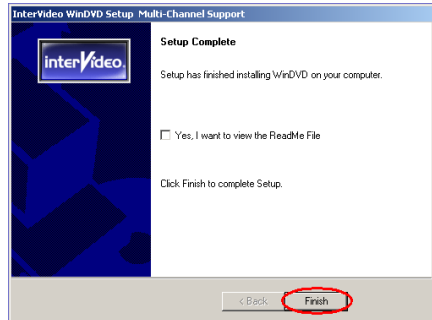 InterVideo WinDVD Setup Multi-Channel Support
interVideo.
Setup Complete
Setup has finished installing WinDVD on your computer.
Yes, I want to view the ReadMe File
Click Finish to complete Setup.
< Back
Finish